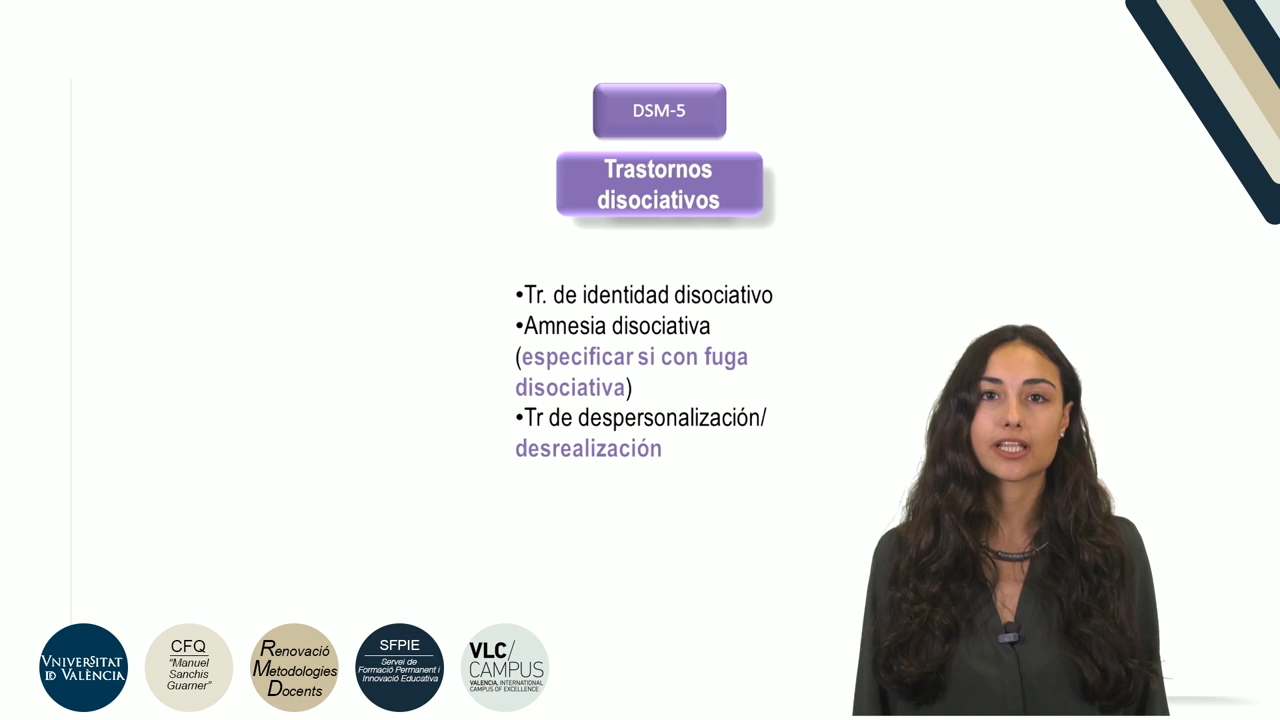 DSM-5
Trastornos
disociativos
•Tr. de identidad disociativo
•Amnesia disociativa
(especificar si con fuga
disociativa)
•Tr de despersonalización/
desrealización
VNIVERSITAT
ID VALÈNCIA
CFQ
“Manuel
Sanchis
Guarner”
Renovació
Metodologies
Docents
SFPIE
Servei de
Formació Permanent i
Innovació Educativa
VLC/
CAMPUS
VALENCIA, INTERNATIONAL
CAMPUS OF EXCELLENCE